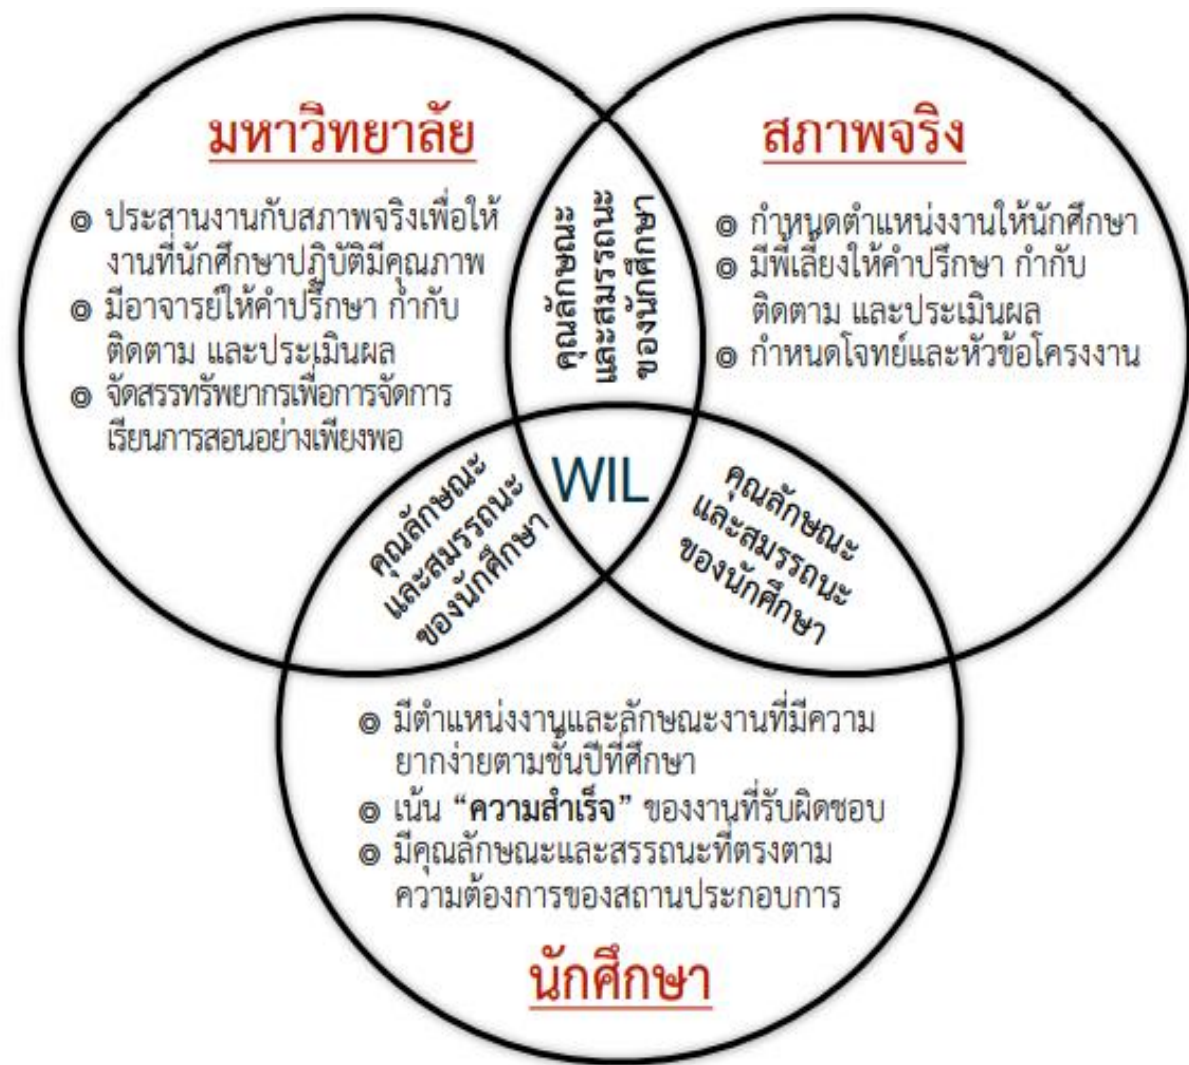 มหาวิทยาลัย
◎ ประสานงานกับสภาพจริงเพื่อให้
งานที่นักศึกษาปฏิบัติมีคุณภาพ
◎ มีอาจารย์ให้คำปรึกษา กำกับ
ติดตาม และประเมินผล
◎ จัดสรรทรัพยากรเพื่อการจัดการ
เรียนการสอนอย่างเพียงพอ
คุณลักษณะ
และสมรรถนะ
ของนักศึกษา
สภาพจริง
◎ กำหนดตำแหน่งงานให้นักศึกษา
◎ มีพี่เลี้ยงให้คำปรึกษา กำกับ
ติดตาม และประเมินผล
◎ กำหนดโจทย์และหัวข้อโครงงาน
คุณลักษณะ
และสมรรถนะ
ของนักศึกษา
WIL
คุณลักษณะ
และสมรรถนะ
ของนักศึกษา
◎ มีตำแหน่งงานและลักษณะงานที่มีความ
ยากง่ายตามชั้นปีที่ศึกษา
◎ เน้น “ความสำเร็จ” ของงานที่รับผิดชอบ
◎ มีคุณลักษณะและสรรถนะที่ตรงตาม
ความต้องการของสถานประกอบการ
นักศึกษา